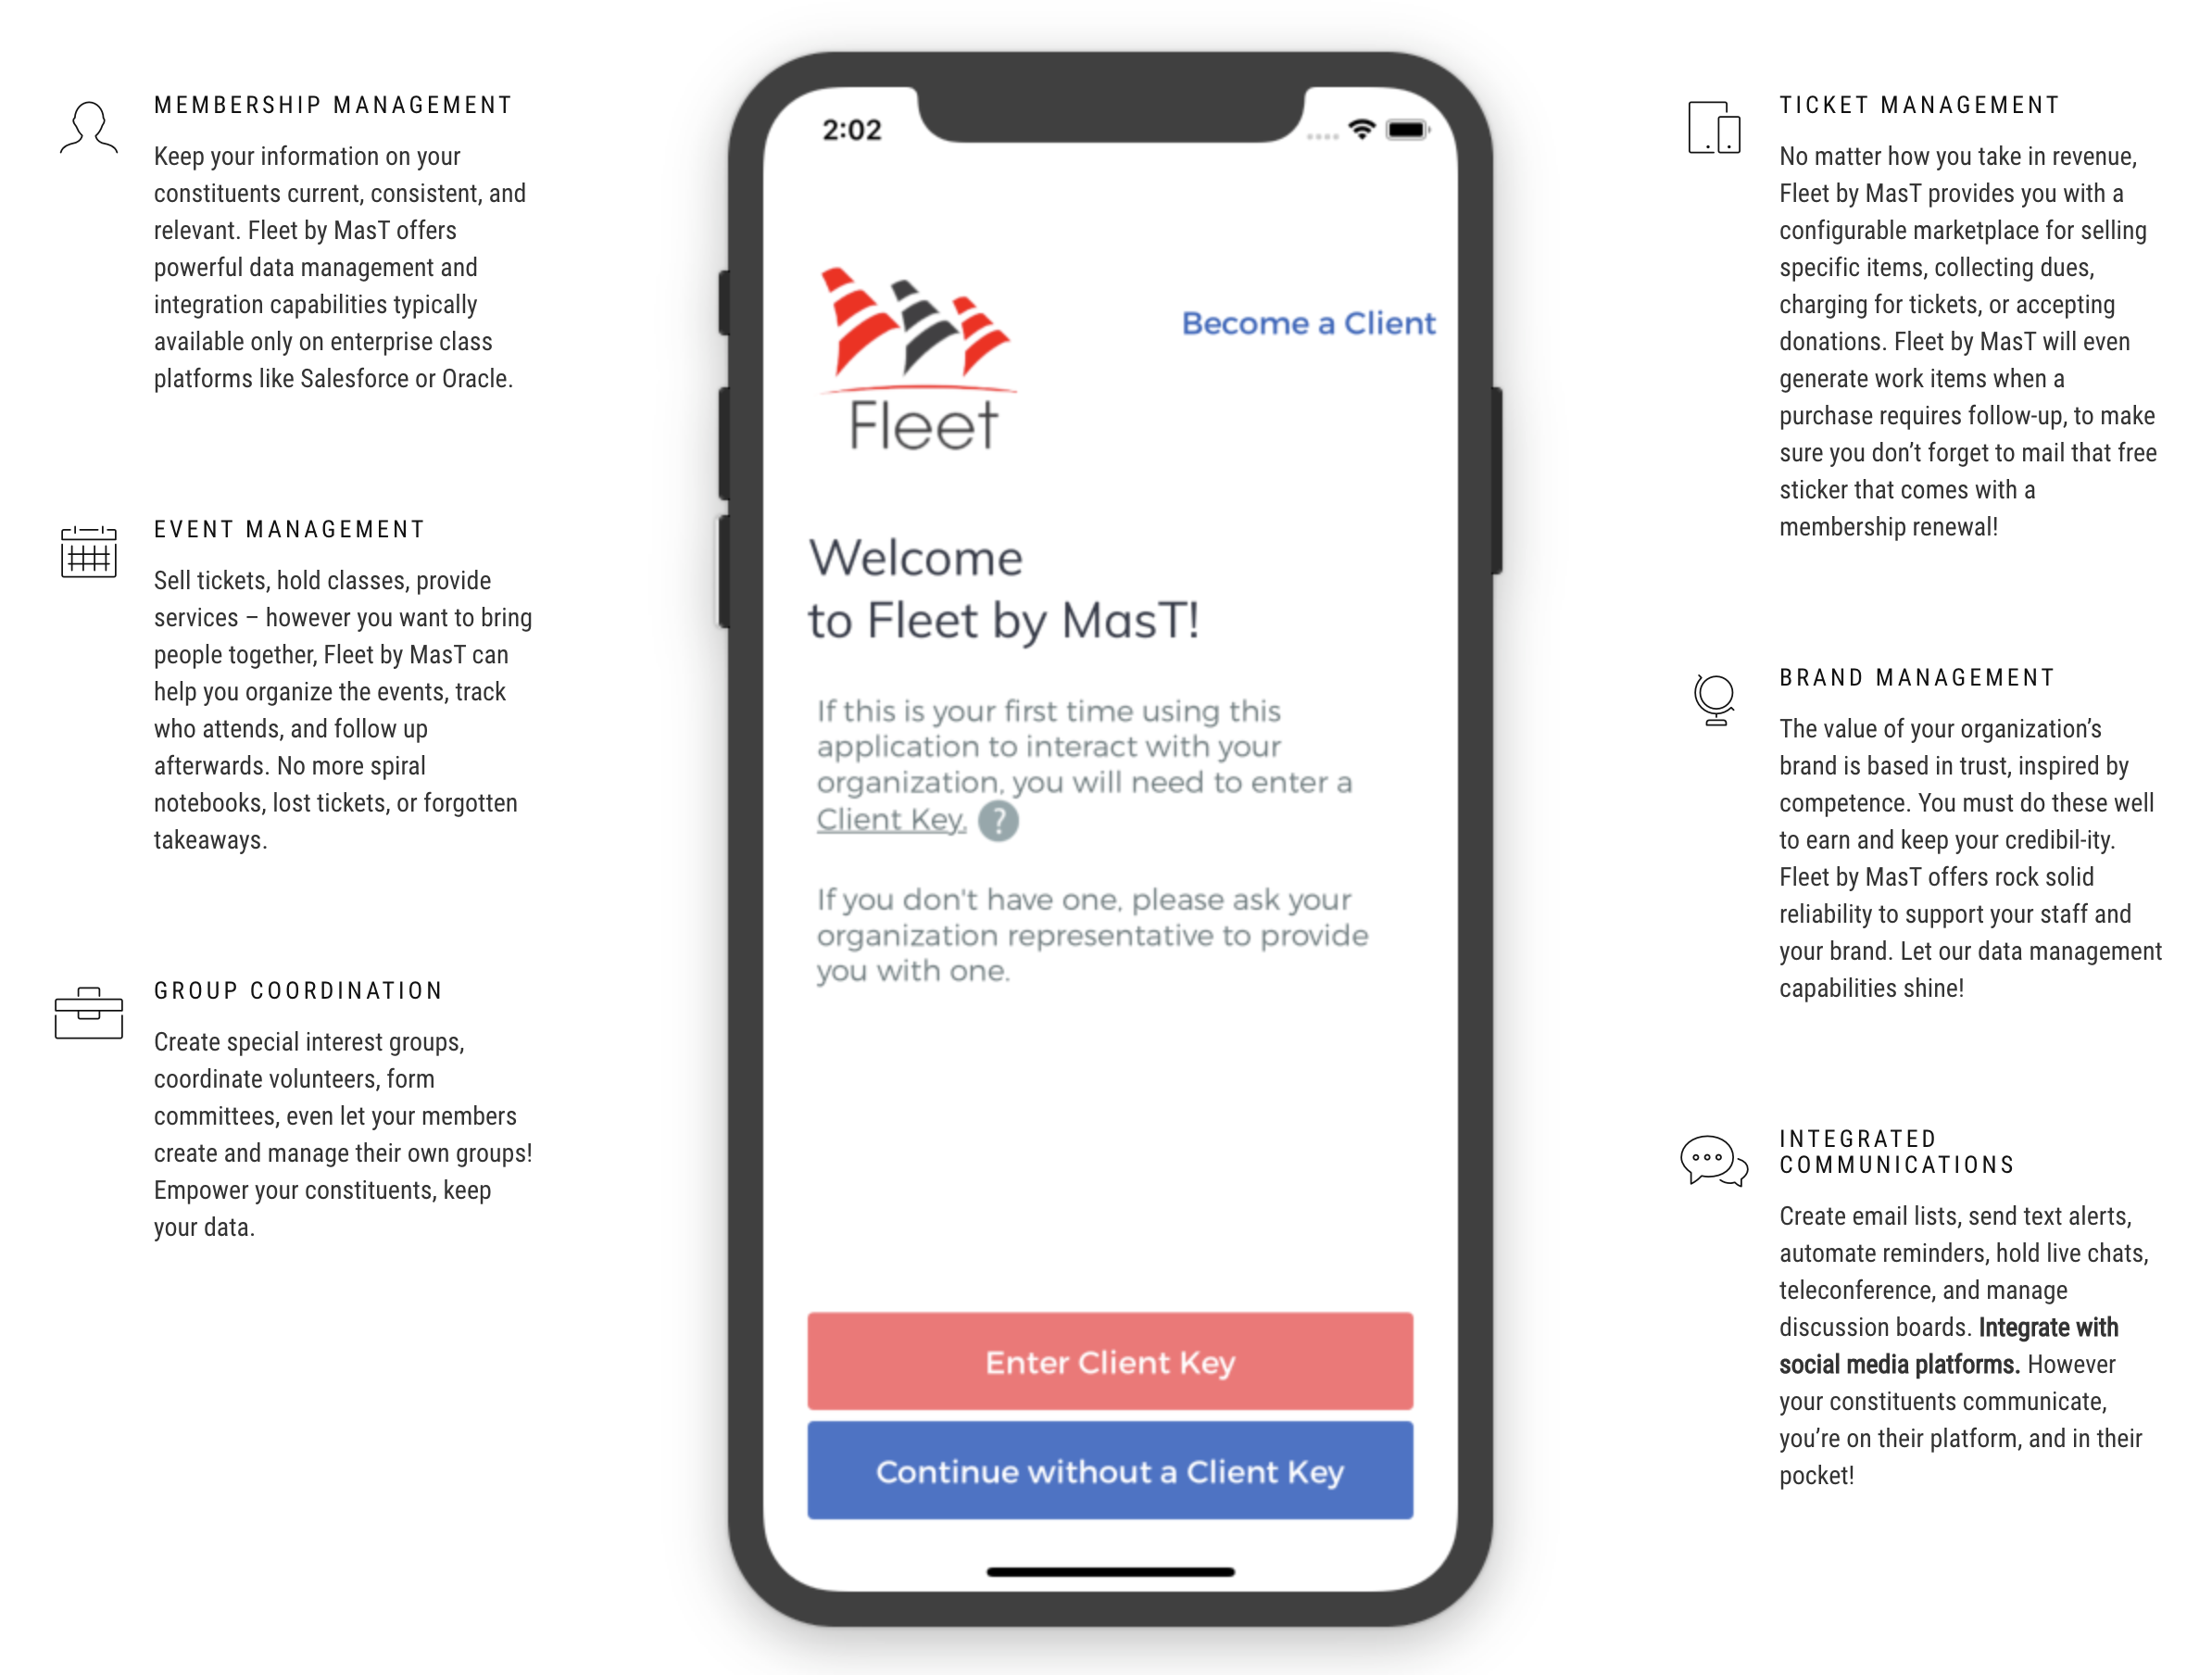 MEMBERSHIP MANAGEMENT
Keep your information on your
constituents current, consistent, and
relevant. Fleet by MasT offers
powerful data management and
integration capabilities typically
available only on enterprise class
platforms like Salesforce or Oracle.
EVENT MANAGEMENT
Sell tickets, hold classes, provide
services – however you want to bring
people together, Fleet by MasT can
help you organize the events, track
who attends, and follow up
afterwards. No more spiral
notebooks, lost tickets, or forgotten
takeaways.
GROUP COORDINATION
Create special interest groups,
coordinate volunteers, form
committees, even let your members
create and manage their own groups!
Empower your constituents, keep
your data.
2:02
Fleet
Become a Client
Welcome
to Fleet by MasT!
If this is your first time using this
application to interact with your
organization, you will need to enter a
Client Key. ?
If you don't have one, please ask your
organization representative to provide
you with one.
Enter Client Key
Continue without a Client Key
TICKET MANAGEMENT
No matter how you take in revenue,
Fleet by MasT provides you with a
configurable marketplace for selling
specific items, collecting dues,
charging for tickets, or accepting
donations. Fleet by MasT will even
generate work items when a
purchase requires follow-up, to make
sure you don’t forget to mail that free
sticker that comes with a
membership renewal!
BRAND MANAGEMENT
The value of your organization’s
brand is based in trust, inspired by
competence. You must do these well
to earn and keep your credibil-ity.
Fleet by MasT offers rock solid
reliability to support your staff and
your brand. Let our data management
capabilities shine!
INTEGRATED
COMMUNICATIONS
Create email lists, send text alerts,
automate reminders, hold live chats,
teleconference, and manage
discussion boards. Integrate with
social media platforms. However
your constituents communicate,
you’re on their platform, and in their
pocket!